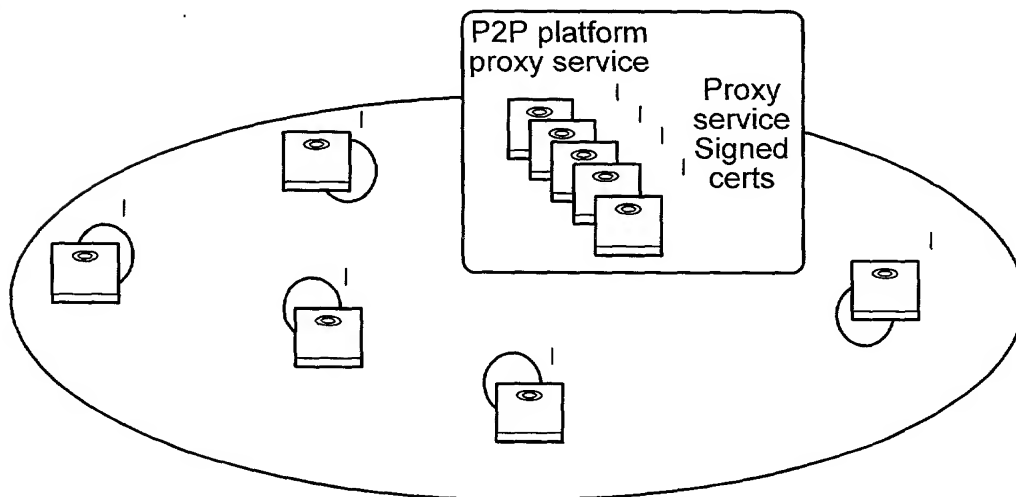 P2P platform
proxy service
Proxy
service
Signed
certs